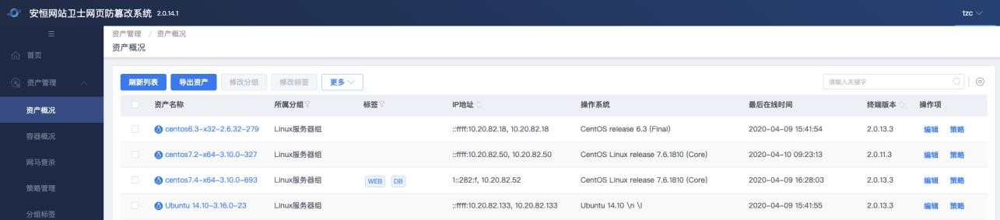 安恒网站卫士网页防篡改系统 2.0.14.1
tzc
首页
资产管理
资产概况
容器概况
网马查杀
策略管理
分组标签
资产管理 / 资产概况
资产概况
刷新列表 导出资产 修改分组 修改标签 更多
请输入关键字
资产名称 所属分组 标签 IP地址 操作系统 最后在线时间 终端版本 操作项
centos6.3-x32-2.6.32-279 Linux服务器组 ::ffff:10.20.82.18, 10.20.82.18 CentOS release 6.3 (Final) 2020-04-09 15:41:54 2.0.13.3 编辑 策略
centos7.2-x64-3.10.0-327 Linux服务器组 ::ffff:10.20.82.50, 10.20.82.50 CentOS Linux release 7.6.1810 (Core) 2020-04-10 09:23:13 2.0.11.3 编辑 策略
centos7.4-x64-3.10.0-693 Linux服务器组 WEB DB 1::282:f, 10.20.82.52 CentOS Linux release 7.6.1810 (Core) 2020-04-09 16:28:03 2.0.13.3 编辑 策略
Ubuntu 14.10-3.16.0-23 Linux服务器组 ::ffff:10.20.82.133, 10.20.82.133 Ubuntu 14.10 \n \l 2020-04-09 15:41:55 2.0.13.3 编辑 策略